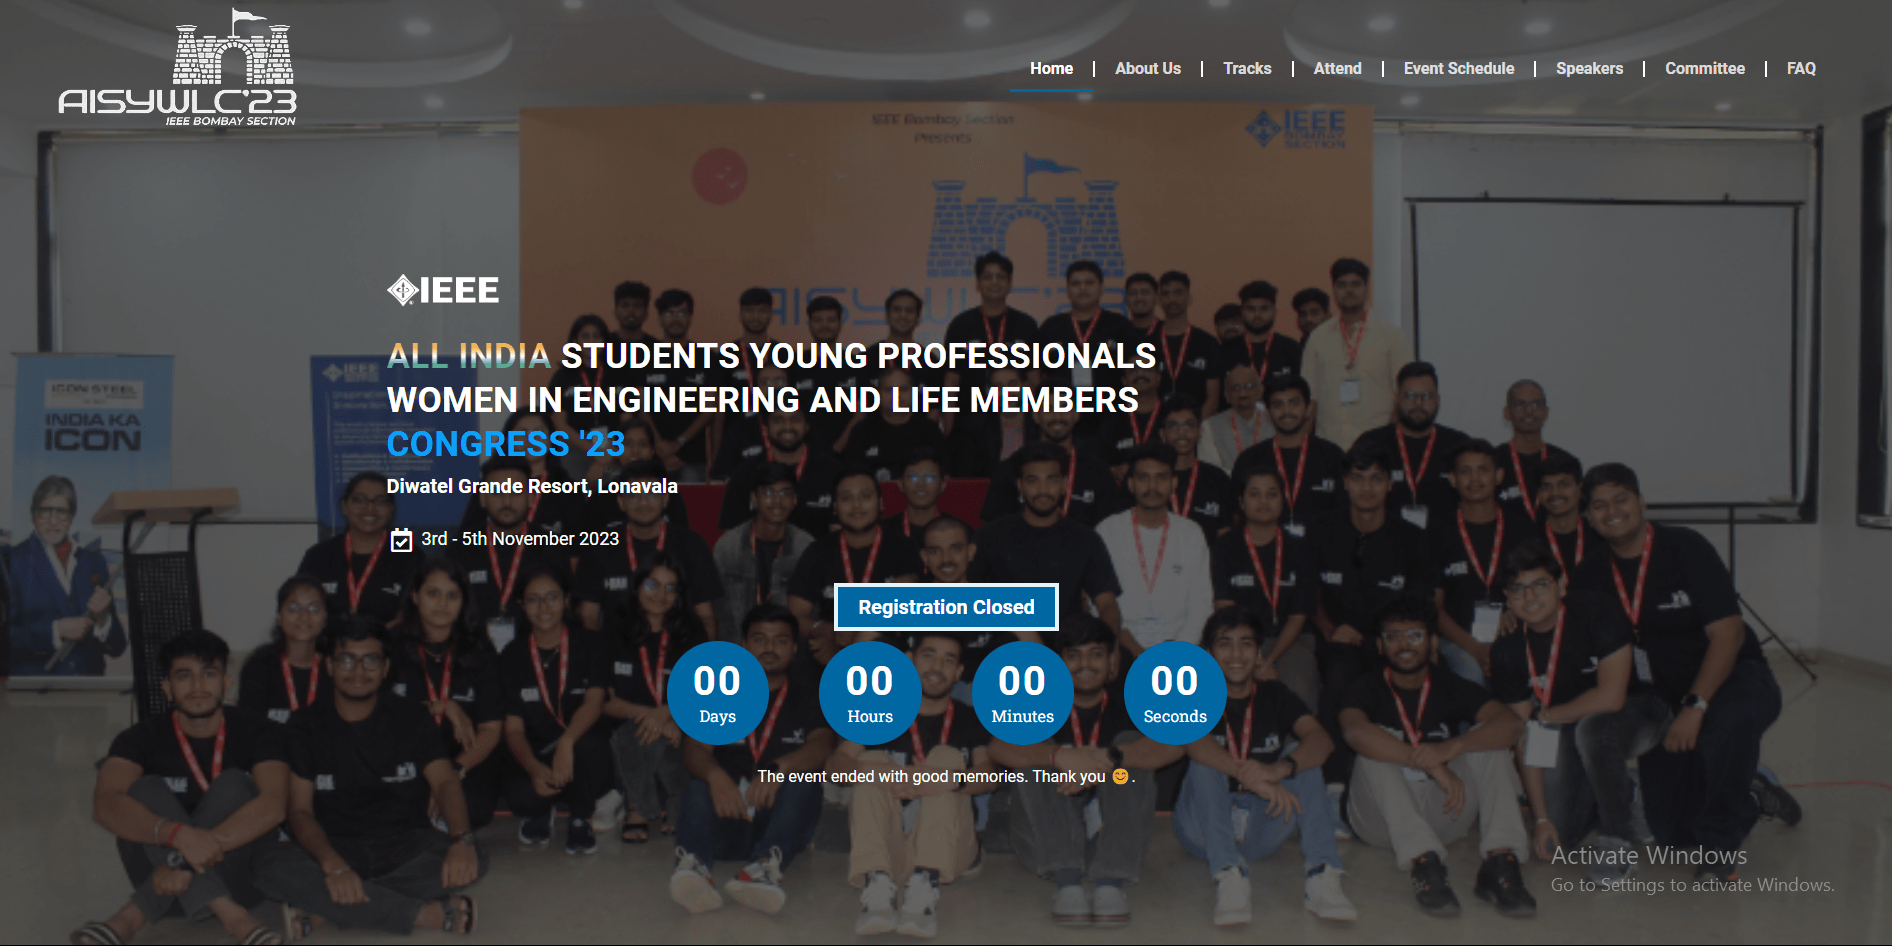 AISYWLC'23
IEEE BOMBAY SECTION
Home
About Us
Tracks
Attend
Event Schedule
Speakers
Committee
FAQ
IEEE Bombay Section
Presents
IEEE
BOMBAY
SECTION
AISYWLC'23
IEEE
ALL INDIA STUDENTS YOUNG PROFESSIONALS
WOMEN IN ENGINEERING AND LIFE MEMBERS
CONGRESS '23
Diwatel Grande Resort, Lonavala
3rd - 5th November 2023
ICON STEEL
INDIA KA
ICON
IEEE
Registration Closed
00
Days
00
Hours
00
Minutes
00
Seconds
The event ended with good memories. Thank you 😊.
Activate Windows
Go to Settings to activate Windows.